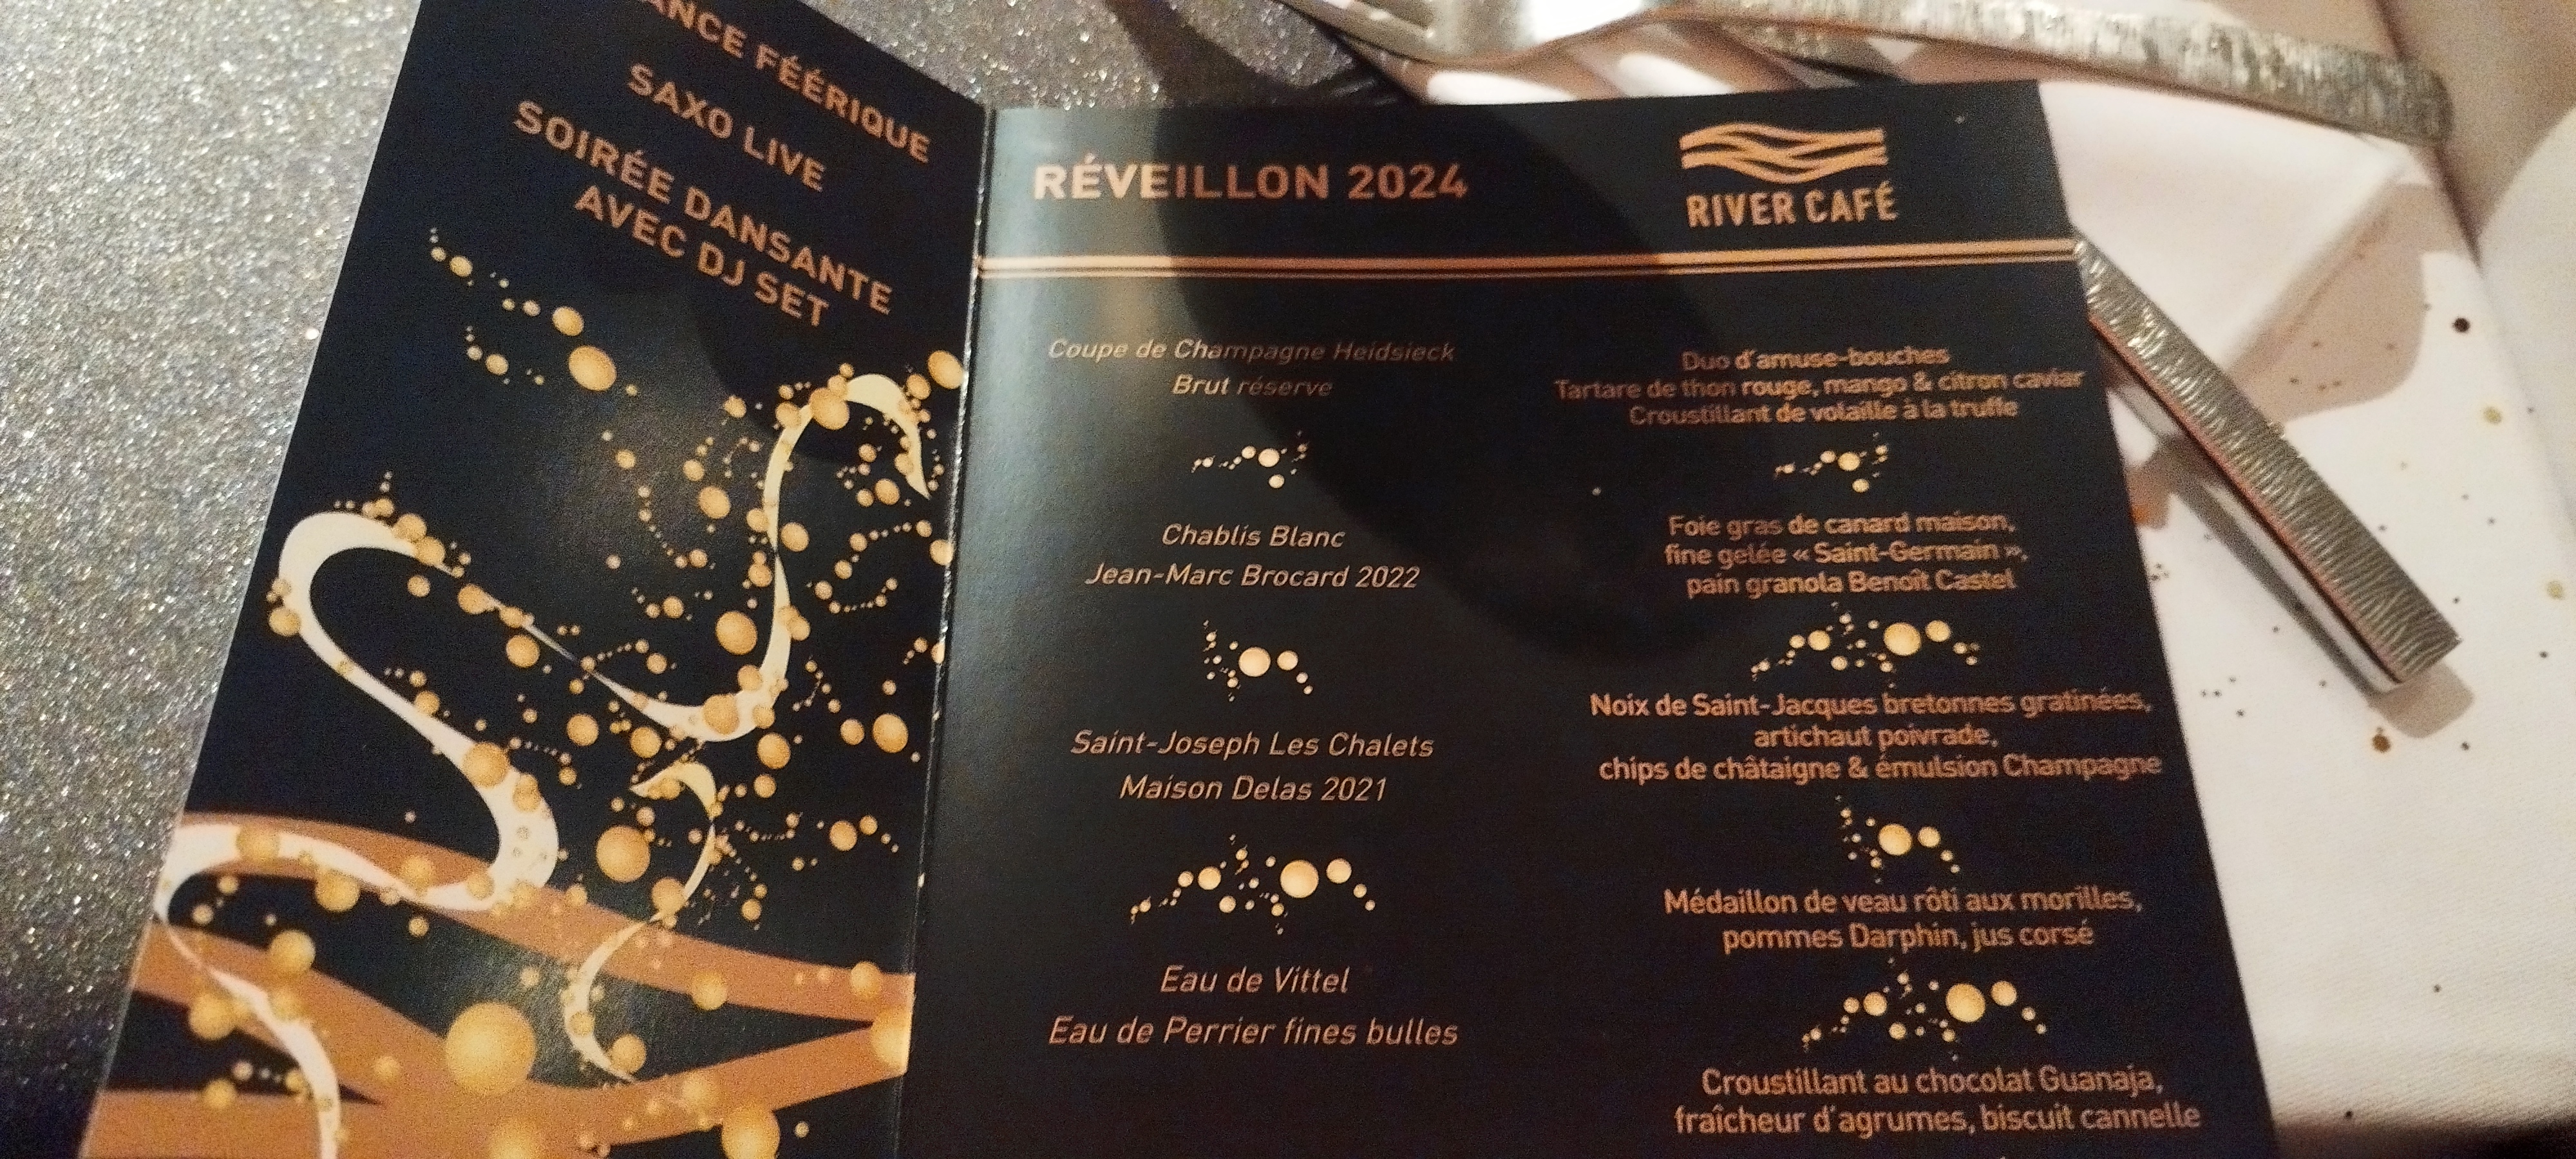 FÉÉRIQUE
SAXO LIVE
SOIRÉE DANSANTE
AVEC DJ SET
RÉVEILLON 2024
RIVER CAFÉ
Coupe de Champagne Heidsieck
Brut réserve
Chablis Blanc
Jean-Marc Brocard 2022
Saint-Joseph Les Chalets
Maison Delas 2021
Eau de Vittel
Eau de Perrier fines bulles
Duo d'amuse-bouches
Tartare de thon rouge, mango & citron caviar
Croustillant de volaille à la truffe
Foie gras de canard maison,
fine gelée « Saint-Germain »,
pain granola Benoît Castel
Noix de Saint-Jacques bretonnes gratinées,
artichaut poivrade,
chips de châtaigne & émulsion Champagne
Médaillon de veau rôti aux morilles,
pommes Darphin, jus corsé
Croustillant au chocolat Guanaja,
fraîcheur d'agrumes, biscuit cannelle